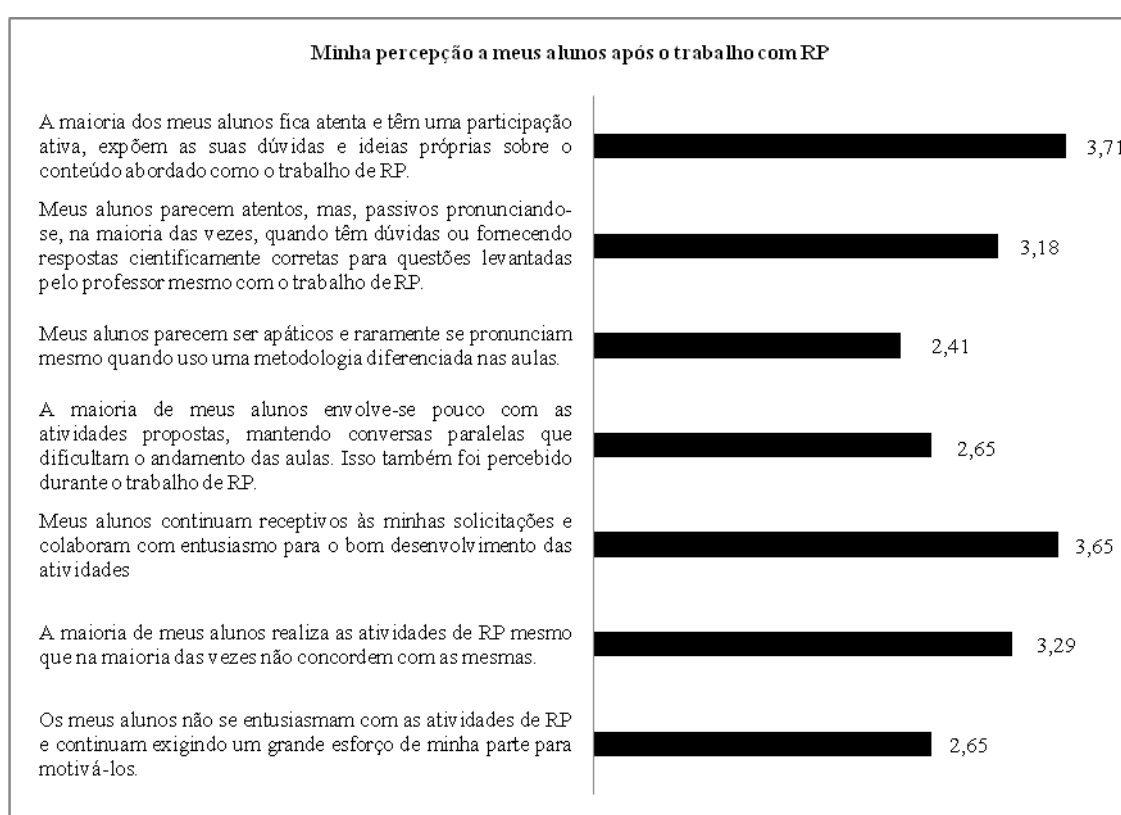 Minha percepção a meus alunos após o trabalho com RP
A maioria dos meus alunos fica atenta e têm uma participação
ativa, expõem as suas dúvidas e ideias próprias sobre o
conteúdo abordado como o trabalho de RP.
3,71
Meus alunos parecem atentos, mas, passivos pronunciando-
se, na maioria das vezes, quando têm dúvidas ou fornecendo
respostas cientificamente corretas para questões levantadas
pelo professor mesmo com o trabalho de RP.
3,18
Meus alunos parecem ser apáticos e raramente se pronunciam
mesmo quando uso uma metodologia diferenciada nas aulas.
2,41
A maioria de meus alunos envolve-se pouco com as
atividades propostas, mantendo conversas paralelas que
dificultam o andamento das aulas. Isso também foi percebido
durante o trabalho de RP.
2,65
Meus alunos continuam receptivos às minhas solicitações e
colaboram com entusiasmo para o bom desenvolvimento das
atividades
3,65
A maioria de meus alunos realiza as atividades de RP mesmo
que na maioria das vezes não concordem com as mesmas.
3,29
Os meus alunos não se entusiasmam com as atividades de RP
e continuam exigindo um grande esforço de minha parte para
motivá-los.
2,65